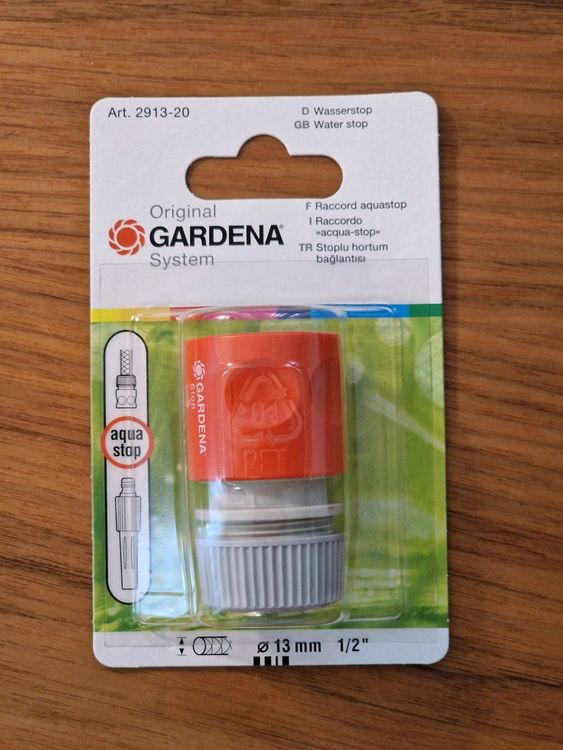 Art. 2913-20
D Wasserstop
GB Water stop
Original
GARDENA®
System
F Raccord aquastop
I Raccordo
»acqua-stop«
TR Stoplu hortum
bağlantısı
aqua
stop
GARDENA
stop
PET
ø 13 mm 1/2"